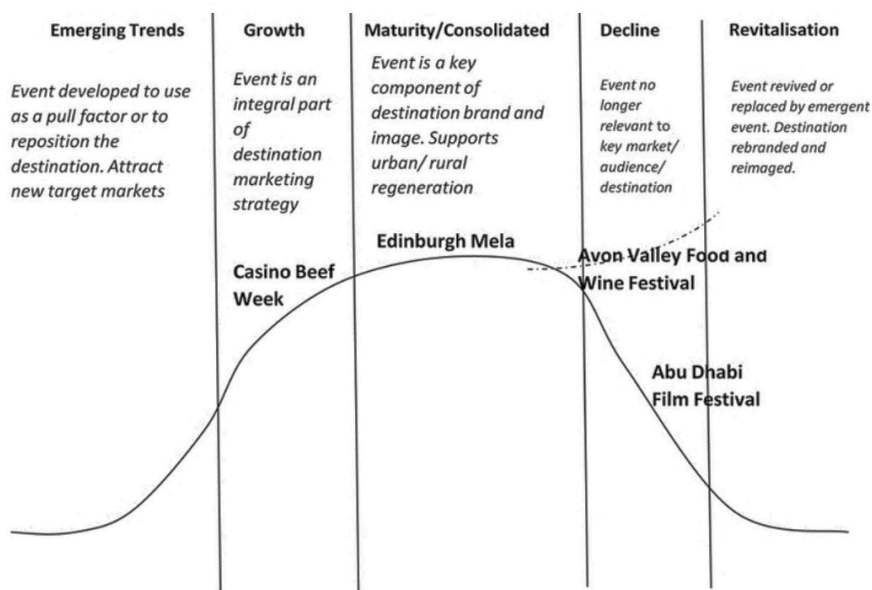 Emerging Trends
Event developed to use
as a pull factor or to
reposition the
destination. Attract
new target markets
Growth
Event is an
integral part
of
destination
marketing
strategy
Maturity/Consolidated
Event is a key
component of
destination brand and
image. Supports
urban/ rural
regeneration
Decline
Event no
longer
relevant to
key market/
audience/
destination
Revitalisation
Event revived or
replaced by emergent
event. Destination
rebranded and
reimaged.
Casino Beef
Week
Edinburgh Mela
Avon Valley Food and
Wine Festival
Abu Dhabi
Film Festival